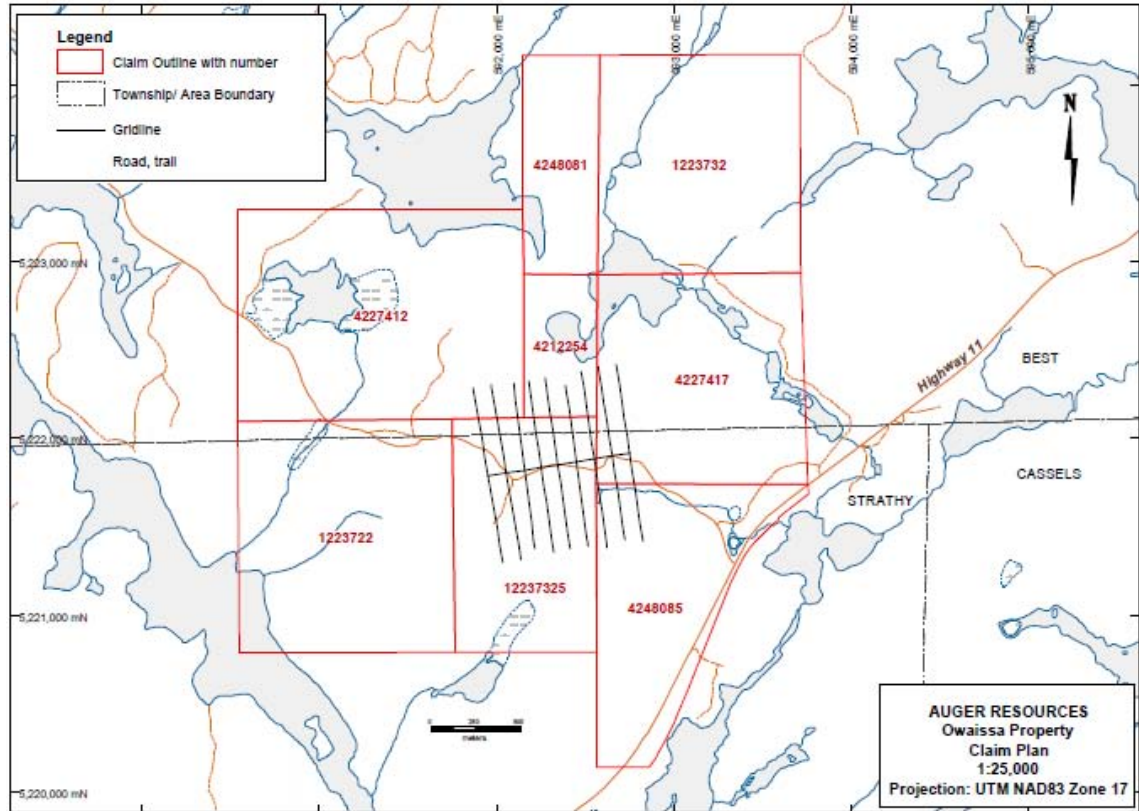 Legend
Claim Outline with number
Township/ Area Boundary
Gridline
Road, trail
592,000 mE
593,000 mE
594,000 mE
N
4248081
1223732
5,223,000 mN
4227412
4212254
4227417
Highway 11
BEST
5,222,000 mN
CASSELS
STRATHY
1223722
12237325
4248085
5,221,000 mN
0
meters
5,220,000 mN
AUGER RESOURCES
Owaissa Property
Claim Plan
1:25,000
Projection: UTM NAD83 Zone 17